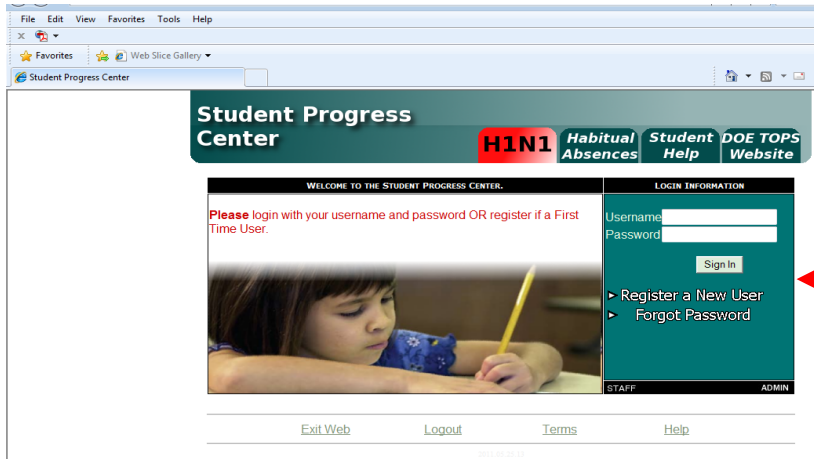 File Edit View Favorites Tools Help
x
Favorites Web Slice Gallery
Student Progress Center
Student Progress
Center
H1N1
Habitual
Absences
Student
Help
DOE TOPS
Website
WELCOME TO THE STUDENT PROGRESS CENTER.
Please login with your username and password OR register if a First
Time User.
LOGIN INFORMATION
Username
Password
Sign In
Register a New User
Forgot Password
STAFF ADMIN
Exit Web Logout Terms Help